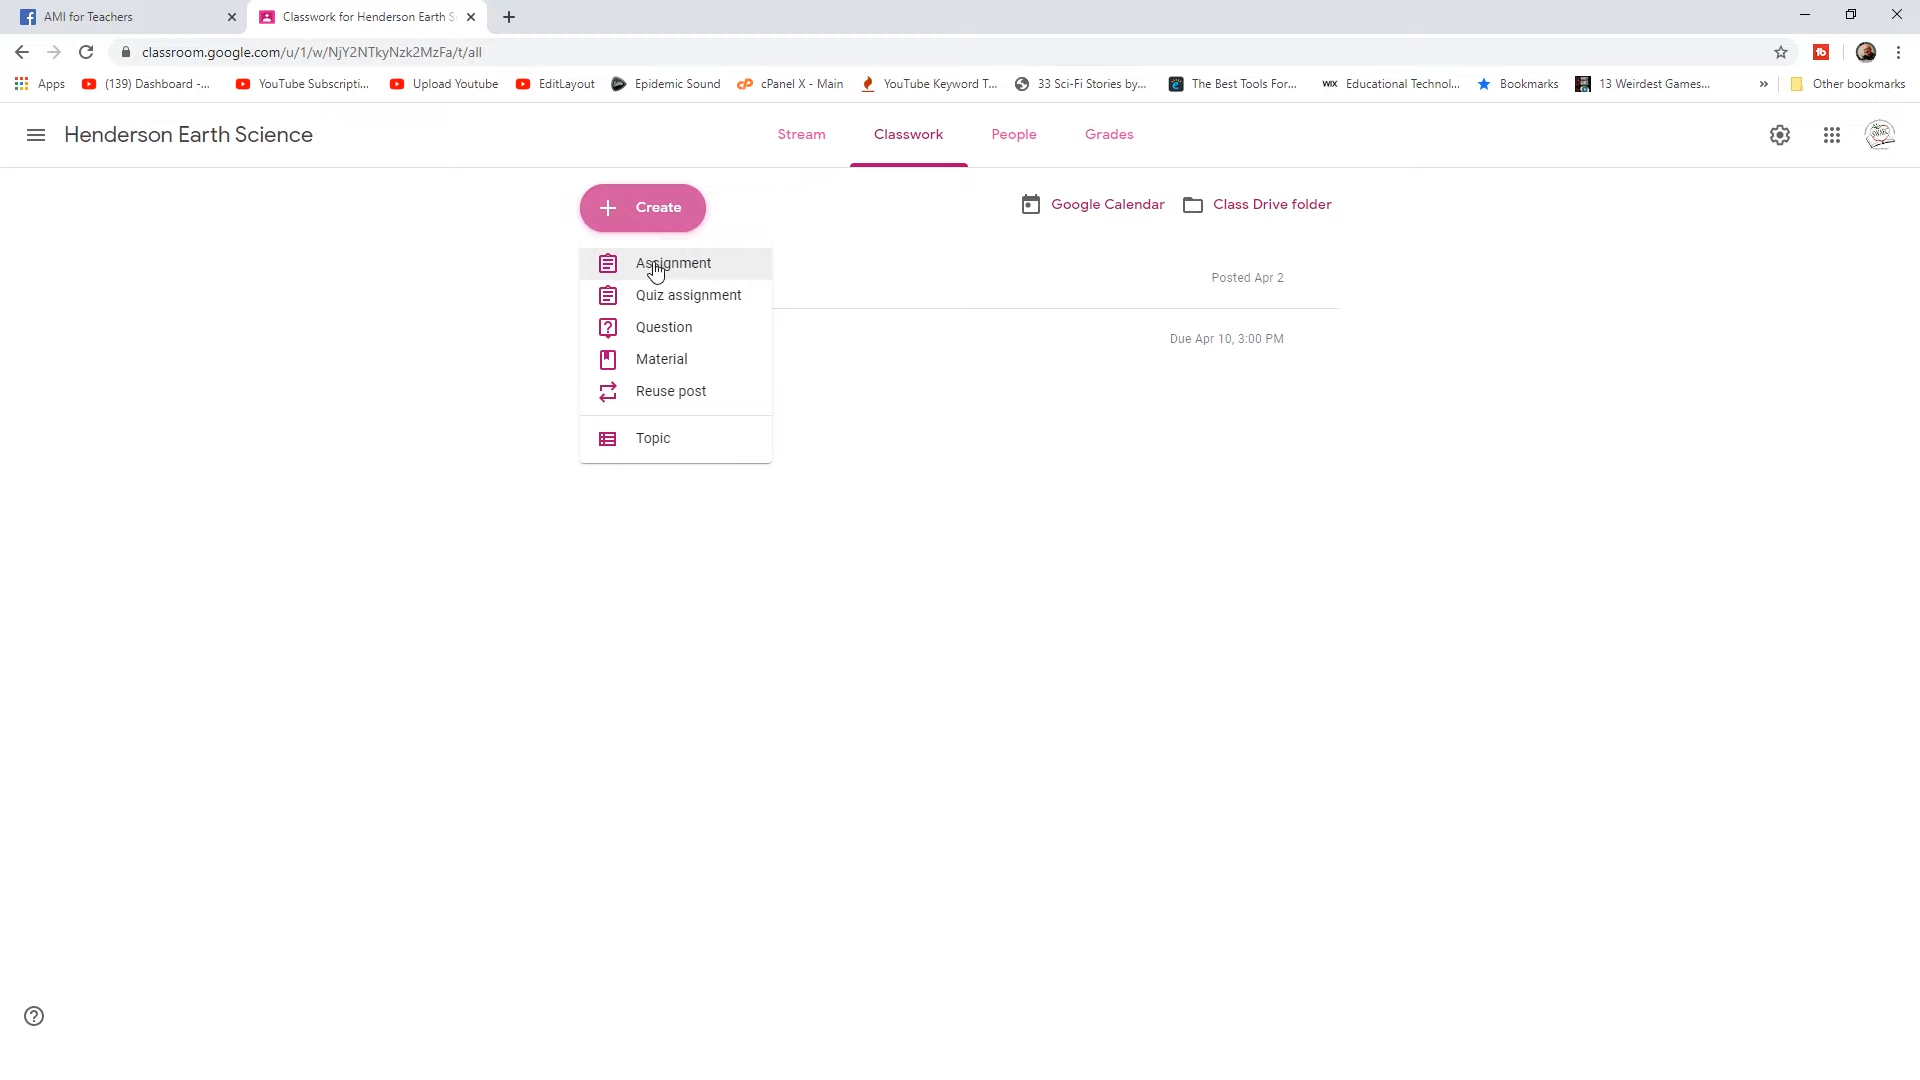 AMI for Teachers
Classwork for Henderson Earth S
classroom.google.com/u/1/w/NjY2NTkyNzk2MzFa/t/all
Apps
(139) Dashboard -...
YouTube Subscripti...
Upload Youtube
EditLayout
Epidemic Sound
cPanel X - Main
YouTube Keyword T...
33 Sci-Fi Stories by...
The Best Tools For...
WIX Educational Technol...
Bookmarks
13 Weirdest Games...
»
Other bookmarks
Henderson Earth Science
Stream
Classwork
People
Grades
Create
Google Calendar
Class Drive folder
Assignment
Posted Apr 2
Quiz assignment
Question
Due Apr 10, 3:00 PM
Material
Reuse post
Topic